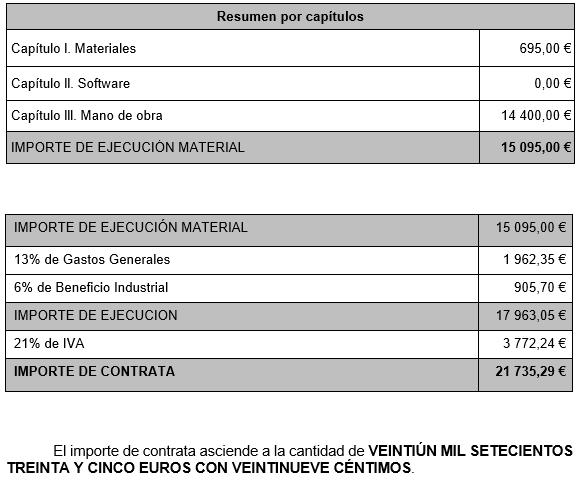 Resumen por capítulos
Capítulo I. Materiales 695,00 €
Capítulo II. Software 0,00 €
Capítulo III. Mano de obra 14 400,00 €
IMPORTE DE EJECUCIÓN MATERIAL 15 095,00 €
IMPORTE DE EJECUCIÓN MATERIAL 15 095,00 €
13% de Gastos Generales 1 962,35 €
6% de Beneficio Industrial 905,70 €
IMPORTE DE EJECUCION 17 963,05 €
21% de IVA 3 772,24 €
IMPORTE DE CONTRATA 21 735,29 €
El importe de contrata asciende a la cantidad de VEINTIÚN MIL SETECIENTOS
TREINTA Y CINCO EUROS CON VEINTINUEVE CÉNTIMOS.